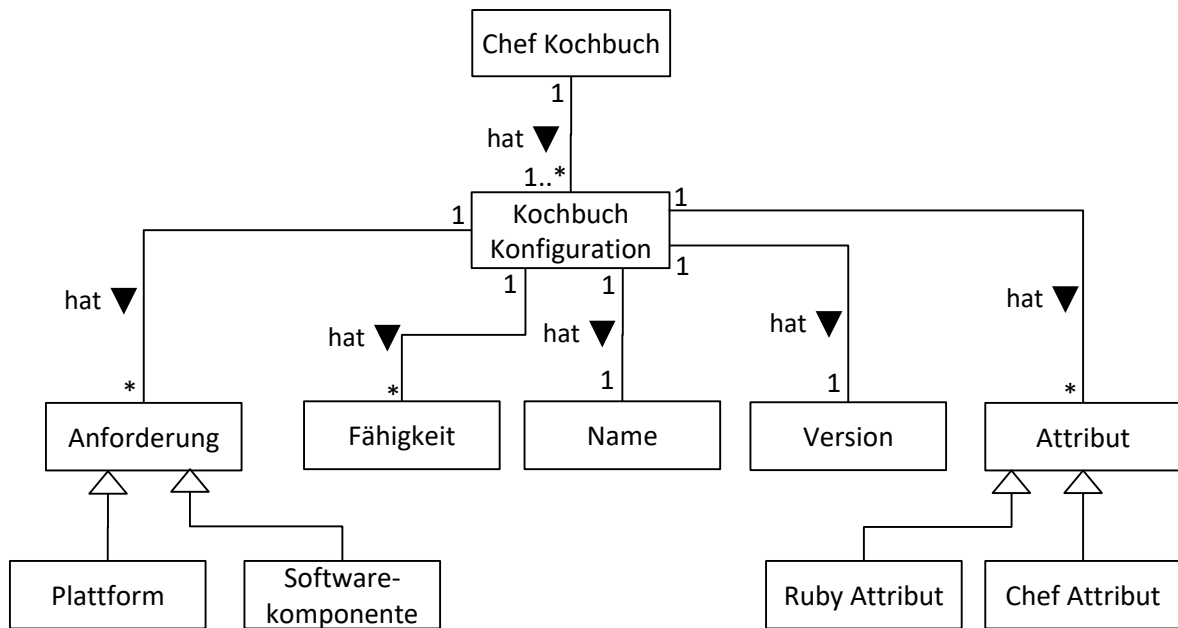 Chef Kochbuch
1
hat
1..*
Kochbuch
Konfiguration
1
1
1
1
1
hat
hat
hat
hat
hat
*
*
1
1
*
Anforderung
Fähigkeit
Name
Version
Attribut
Plattform
Software-
komponente
Ruby Attribut
Chef Attribut